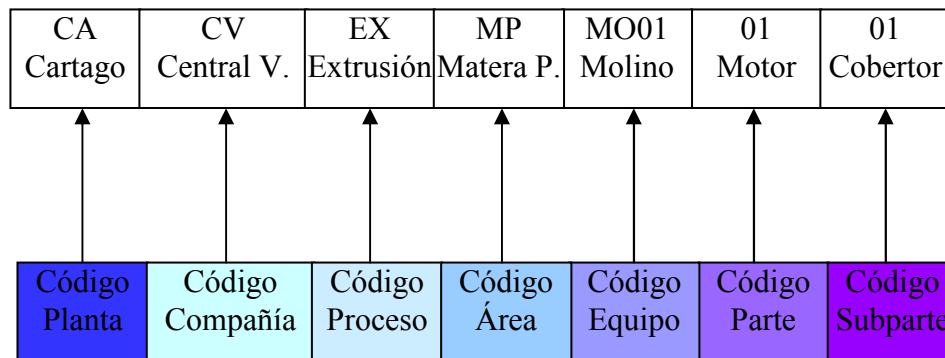 CA CV EX MP MO01 01 01
Cartago Central V. Extrusión Matera P. Molino Motor Cobertor
Código Código Código Código Código Código Código
Planta Compañía Proceso Área Equipo Parte Subparte